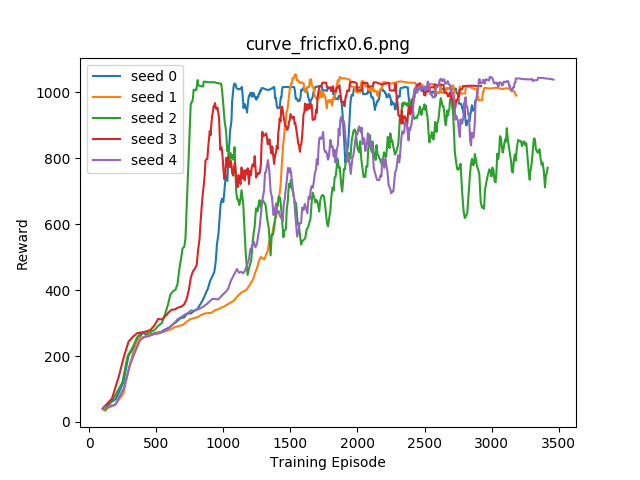 curve_fricfix0.6.png
seed 0
seed 1
seed 2
seed 3
seed 4
Reward
1000
800
600
400
200
0
0 500 1000 1500 2000 2500 3000 3500
Training Episode